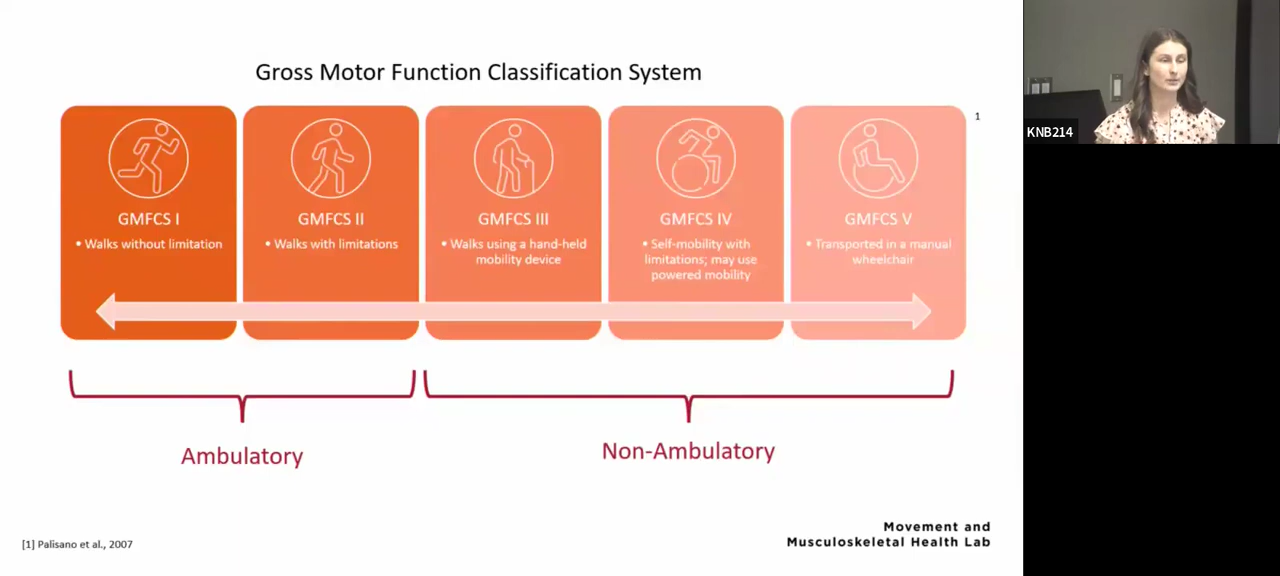 Gross Motor Function Classification System
1
GMFCS I
• Walks without limitation
GMFCS II
• Walks with limitations
GMFCS III
• Walks using a hand-held
mobility device
GMFCS IV
• Self-mobility with
limitations; may use
powered mobility
GMFCS V
• Transported in a manual
wheelchair
Ambulatory
Non-Ambulatory
[1] Palisano et al., 2007
Movement and
Musculoskeletal Health Lab
KNB214